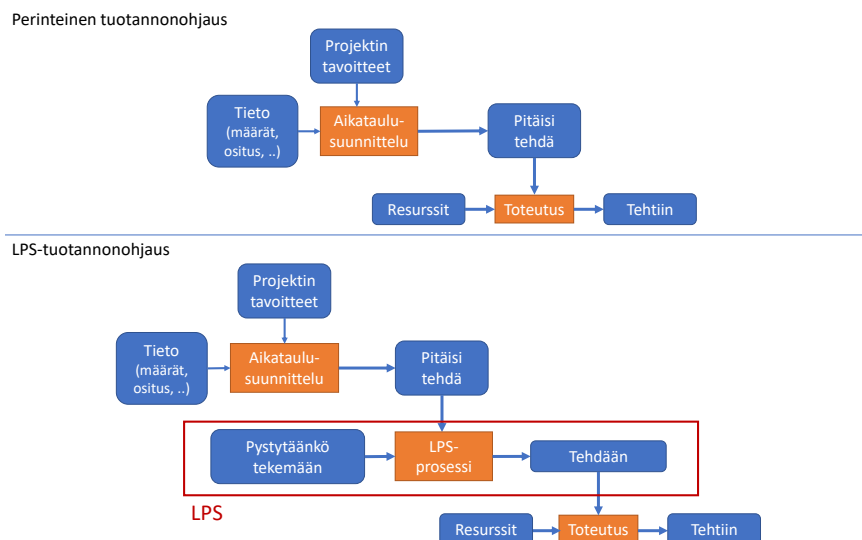 Perinteinen tuotannonohjaus
Projektin
tavoitteet
Tieto
(määrät,
ositus, ..)
Aikataulu-
suunnittelu
Pitäisi
tehdä
Resurssit
Toteutus
Tehtiin
LPS-tuotannonohjaus
Projektin
tavoitteet
Tieto
(määrät,
ositus, ..)
Aikataulu-
suunnittelu
Pitäisi
tehdä
Pystytäänkö
tekemään
LPS-
prosessi
Tehdään
LPS
Resurssit
Toteutus
Tehtiin